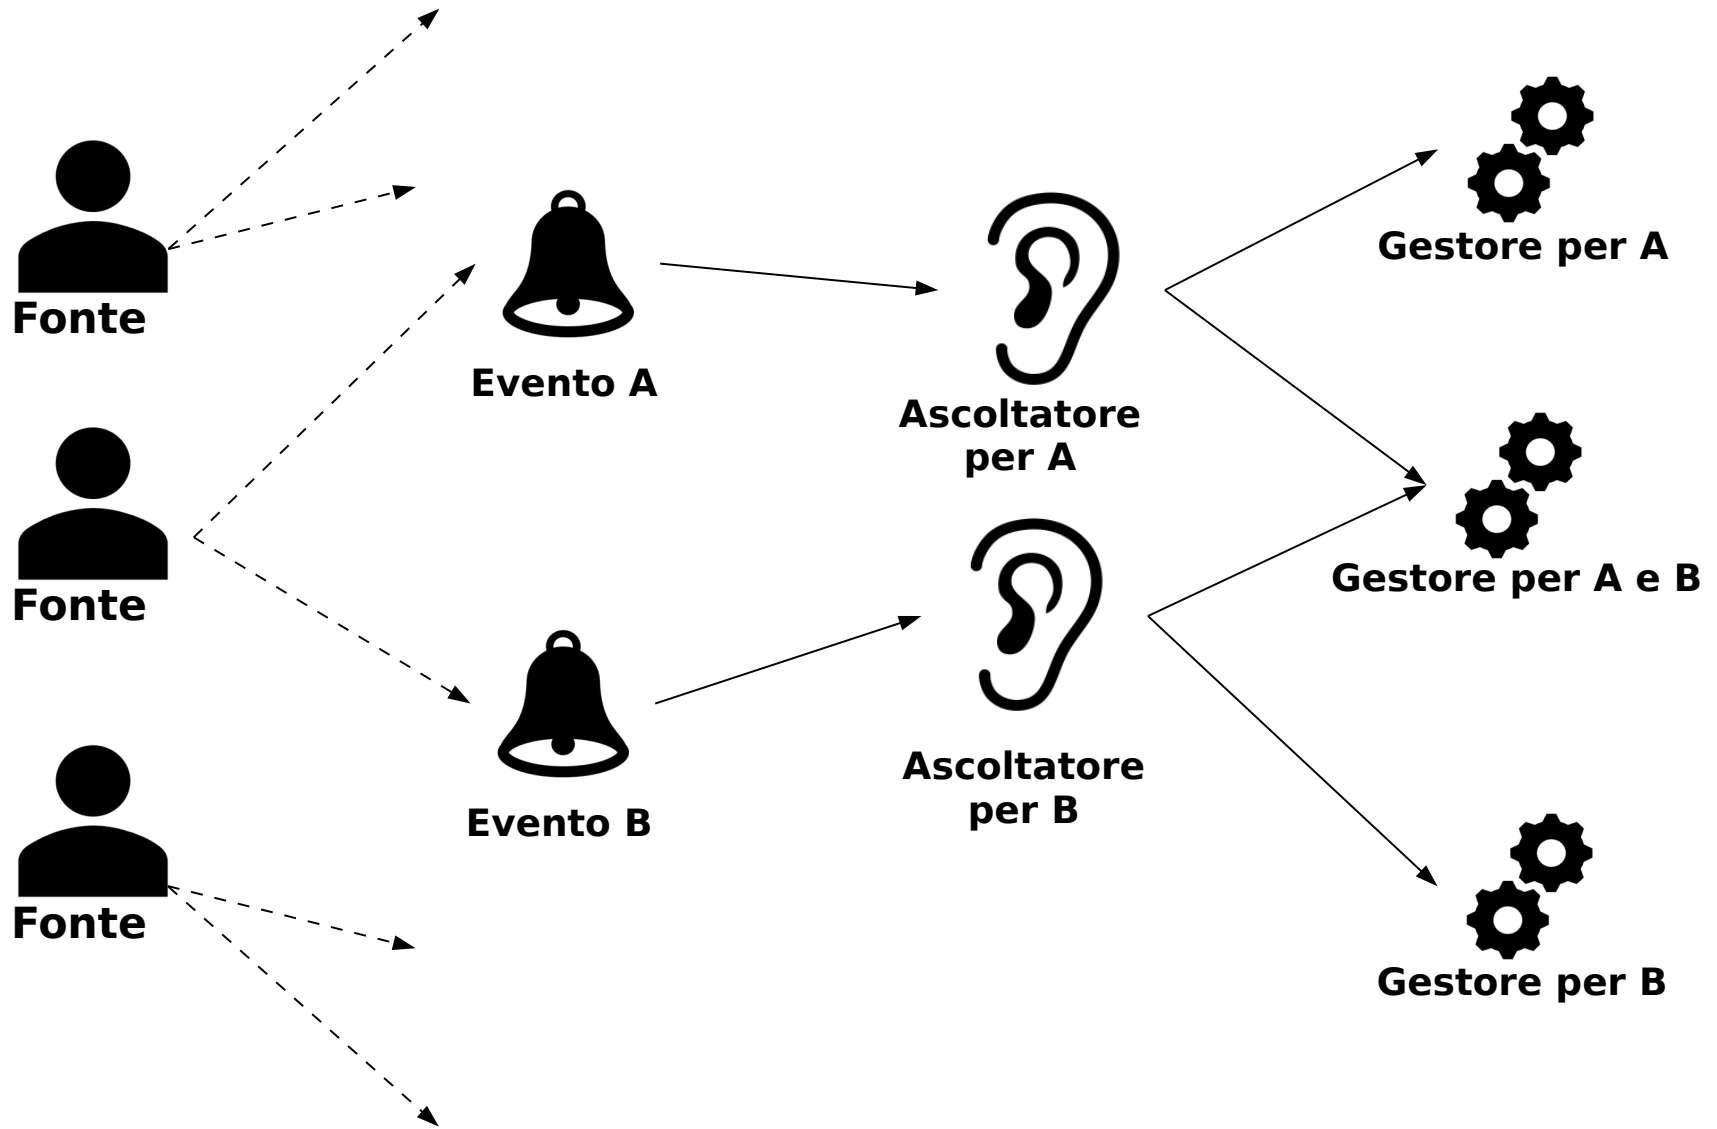 Fonte
Evento A
Ascoltatore
per A
Gestore per A
Fonte
Gestore per A e B
Evento B
Ascoltatore
per B
Fonte
Gestore per B